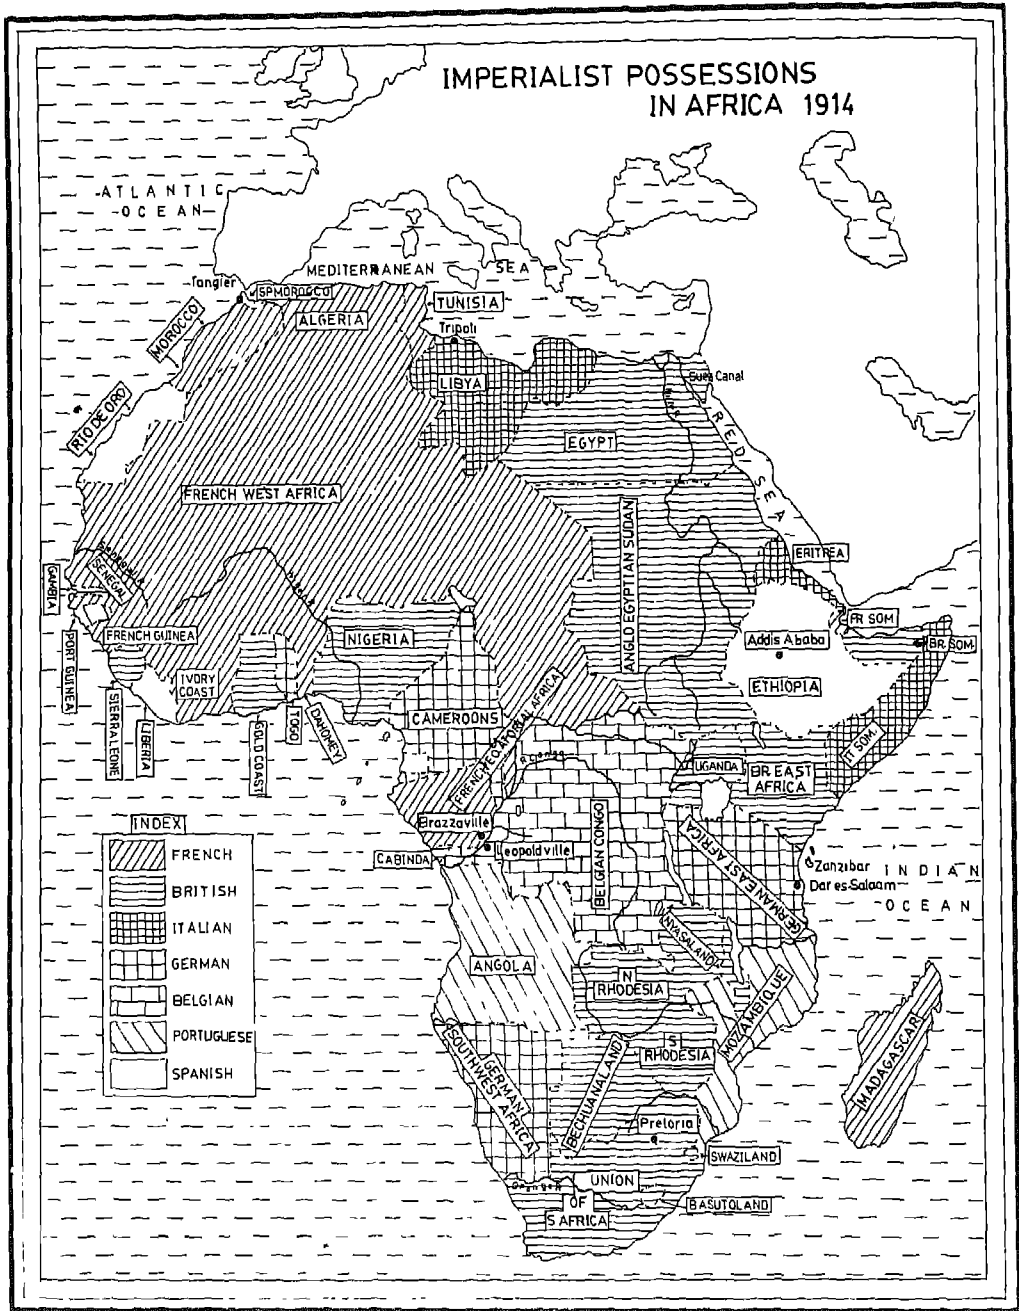 IMPERIALIST POSSESSIONS
IN AFRICA 1914
ATLANTIC
OCEAN
MEDITERRANEAN SEA
Tangier
SPMOROCCO
TUNISIA
ALGERIA
MOROCCO
Tripoli
LIBYA
Suez Canal
RIO DE ORO
EGYPT
RED SEA
FRENCH WEST AFRICA
ANGLO EGYPTIAN SUDAN
ERITREA
SENEGAL
GAMBIA
FR SOM
FRENCH GUINEA
NIGERIA
Addis Ababa
BR. SOM.
PORT GUINEA
IVORY
COAST
ETHIOPIA
SIERRALEONE
LIBERIA
GOLD COAST
TOGO
DAHOMEY
CAMEROONS
FRENCH EQUATORIAL AFRICA
IT SOM.
UGANDA
BR EAST
AFRICA
Brazzaville
Leopoldville
CABINDA
BELGIAN CONGO
GERMAN EAST AFRICA
Zanzibar
Dar es-Salaam
INDIAN
OCEAN
INDEX
FRENCH
BRITISH
ITALIAN
GERMAN
BELGIAN
PORTUGUESE
SPANISH
NYASALAND
ANGOLA
N
RHODESIA
MOZAMBIQUE
S
RHODESIA
MADAGASCAR
GERMAN
SOUTHWEST AFRICA
BECHUANALAND
Pretoria
SWAZILAND
Orange R
UNION
OF
S AFRICA
BASUTOLAND